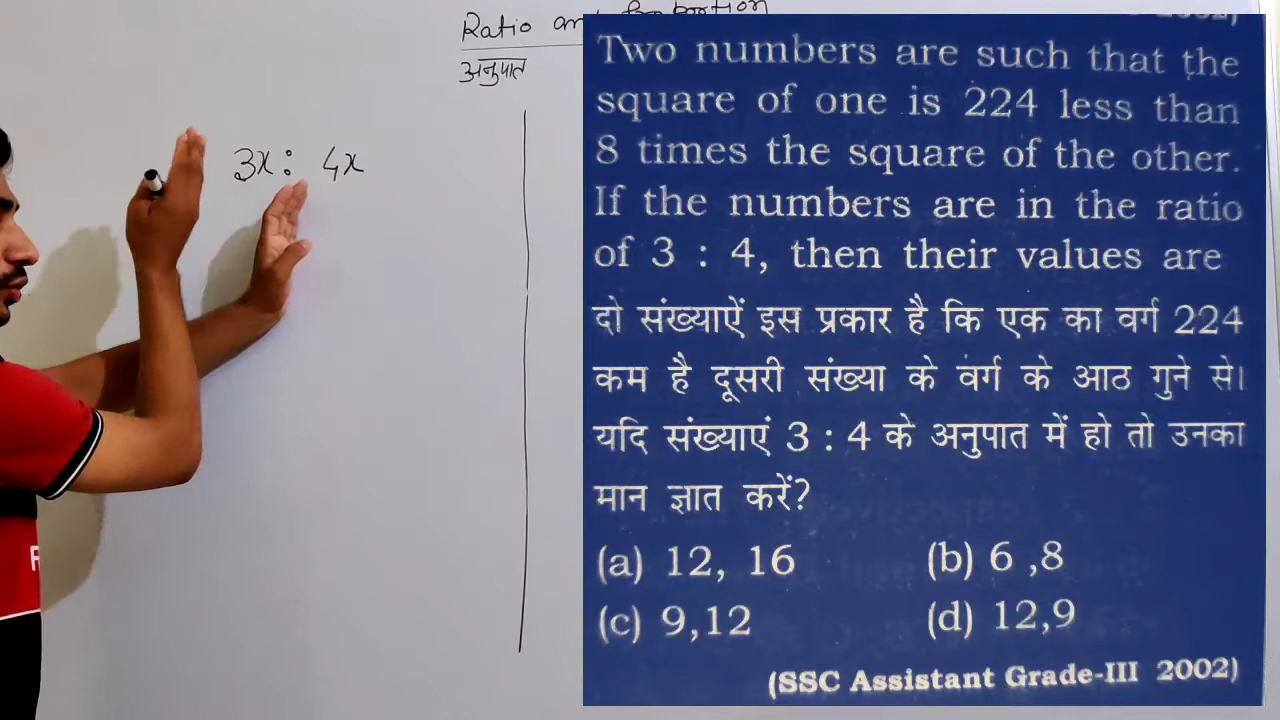 Ratio and
अनुपात
3x : 4x
2002)
Two numbers are such that the
square of one is 224 less than
8 times the square of the other.
If the numbers are in the ratio
of 3 : 4, then their values are
दो संख्याऐं इस प्रकार है कि एक का वर्ग 224
कम है दूसरी संख्या के वर्ग के आठ गुने से।
यदि संख्याएं 3 : 4 के अनुपात में हो तो उनका
मान ज्ञात करें?
(a) 12, 16 (b) 6 ,8
(c) 9,12 (d) 12,9
(SSC Assistant Grade-III 2002)